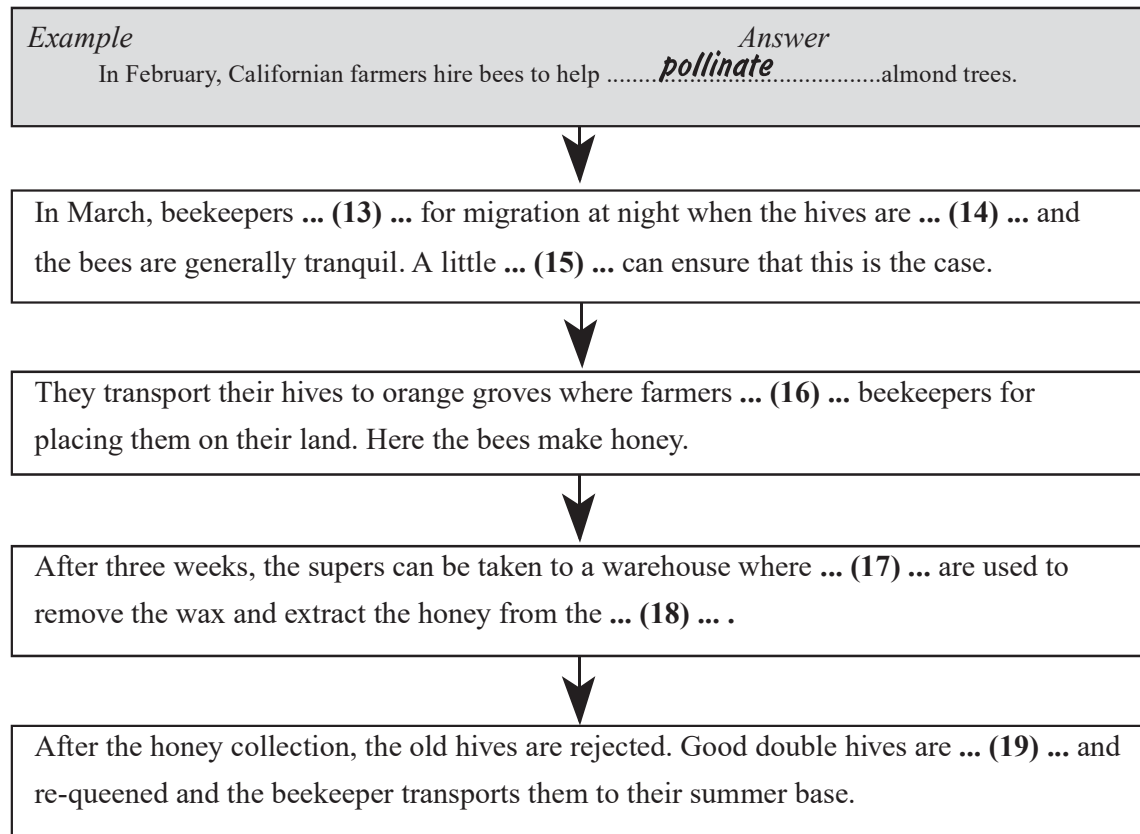 Example Answer
In February, Californian farmers hire bees to help ..........pollinate....................almond trees.
In March, beekeepers ... (13) ... for migration at night when the hives are ... (14) ... and
the bees are generally tranquil. A little ... (15) ... can ensure that this is the case.
They transport their hives to orange groves where farmers ... (16) ... beekeepers for
placing them on their land. Here the bees make honey.
After three weeks, the supers can be taken to a warehouse where ... (17) ... are used to
remove the wax and extract the honey from the ... (18) ... .
After the honey collection, the old hives are rejected. Good double hives are ... (19) ... and
re-queened and the beekeeper transports them to their summer base.